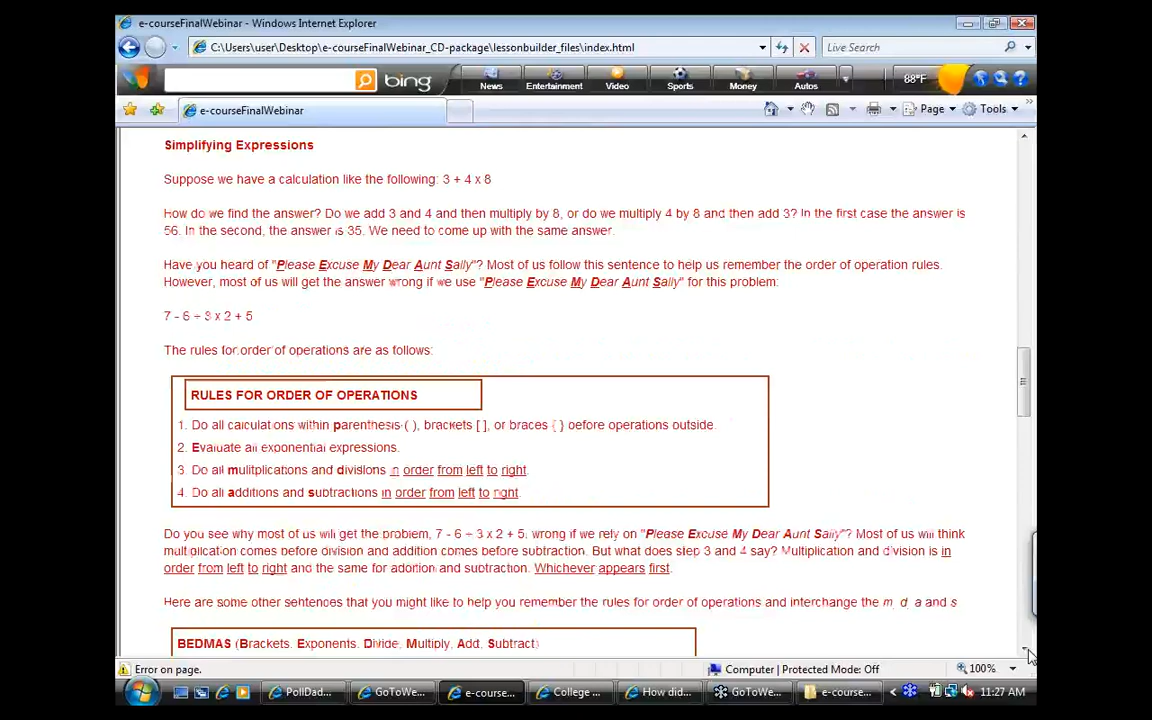 e-courseFinalWebinar - Windows Internet Explorer
C:\Users\user\Desktop\e-courseFinalWebinar_CD-package\lessonbuilder_files\index.html
Live Search
bing
News
Entertainment
Video
Sports
Money
Autos
88°F
e-courseFinalWebinar
Page
Tools
Simplifying Expressions
Suppose we have a calculation like the following: 3 + 4 x 8
How do we find the answer? Do we add 3 and 4 and then multiply by 8, or do we multiply 4 by 8 and then add 3? In the first case the answer is
56. In the second, the answer is 35. We need to come up with the same answer.
Have you heard of "Please Excuse My Dear Aunt Sally"? Most of us follow this sentence to help us remember the order of operation rules.
However, most of us will get the answer wrong if we use "Please Excuse My Dear Aunt Sally" for this problem:
7 - 6 ÷ 3 x 2 + 5
The rules for order of operations are as follows:
RULES FOR ORDER OF OPERATIONS
1. Do all calculations within parenthesis ( ), brackets [ ], or braces { } before operations outside.
2. Evaluate all exponential expressions.
3. Do all mulitplications and divisions in order from left to right.
4. Do all additions and subtractions in order from left to right.
Do you see why most of us will get the problem, 7 - 6 ÷ 3 x 2 + 5, wrong if we rely on "Please Excuse My Dear Aunt Sally"? Most of us will think
multiplication comes before division and addition comes before subtraction. But what does step 3 and 4 say? Multiplication and division is in
order from left to right and the same for addition and subtraction. Whichever appears first.
Here are some other sentences that you might like to help you remember the rules for order of operations and interchange the m, d, a and s
BEDMAS (Brackets, Exponents, Divide, Multiply, Add, Subtract)
Error on page.
Computer | Protected Mode: Off
100%
PollDad...
GoToWe...
e-course...
College ...
How did...
GoToWe...
e-course...
11:27 AM